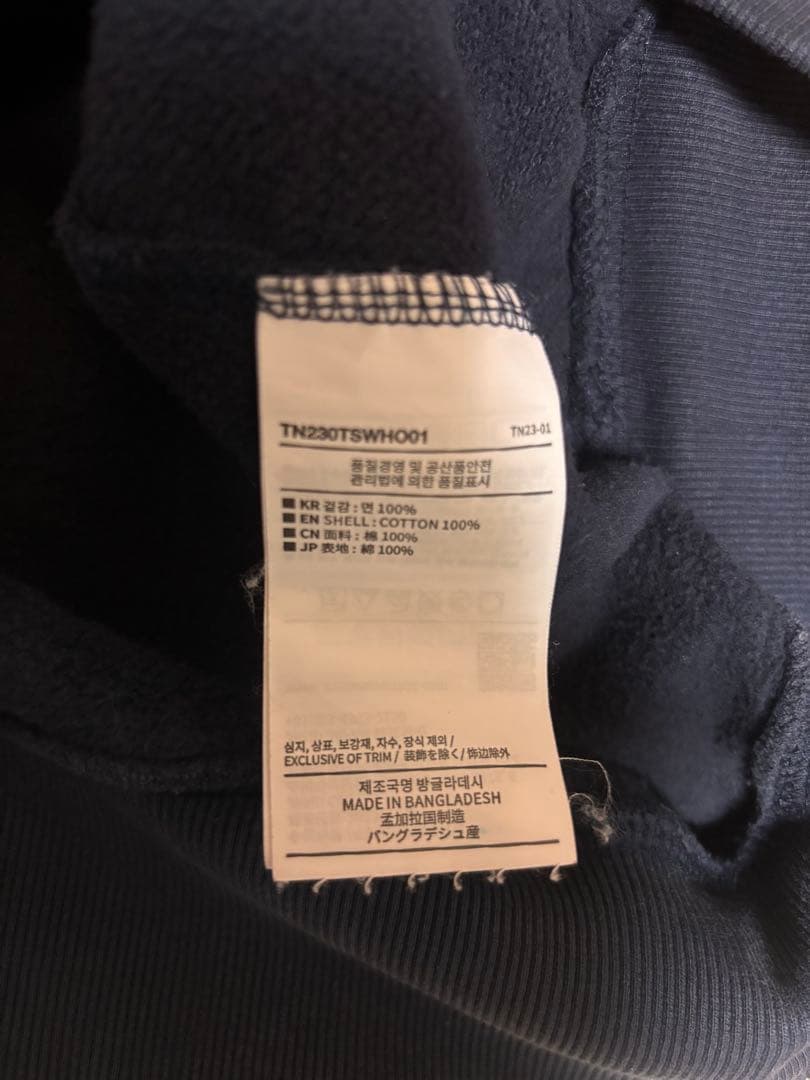 TN230TSWHO01 TN23-01
품질경영 및 공산품안전
관리법에 의한 품질표시
KR 겉감 : 면 100%
EN SHELL : COTTON 100%
CN 面料 : 棉 100%
JP 表地 : 綿 100%
심지, 상표, 보강재, 자수, 장식 제외 /
EXCLUSIVE OF TRIM / 装飾を除く/ 饰边除外
제조국명 방글라데시
MADE IN BANGLADESH
孟加拉国制造
バングラデシュ産